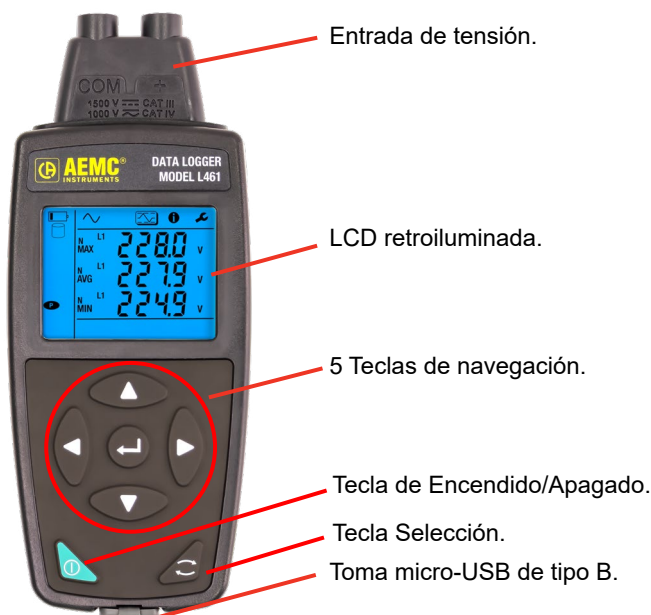 Entrada de tensión.
COM
1500 V CAT III
1000 V CAT IV
AEMC®
INSTRUMENTS
DATA LOGGER
MODEL L461
N MAX L1 228.0 V
N AVG L1 227.9 V
N MIN L1 224.9 V
P
LCD retroiluminada.
5 Teclas de navegación.
Tecla de Encendido/Apagado.
Tecla Selección.
Toma micro-USB de tipo B.